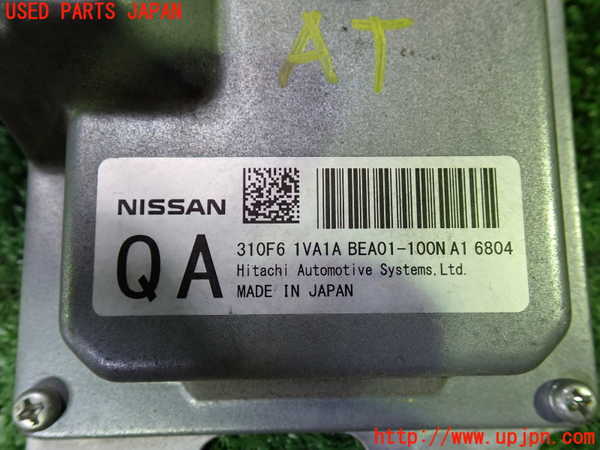 USED PARTS JAPAN
AT
NISSAN
QA
310F6 1VA1A BEA01-100N A1 6804
Hitachi Automotive Systems,Ltd.
MADE IN JAPAN
http://www.upjpn.com/